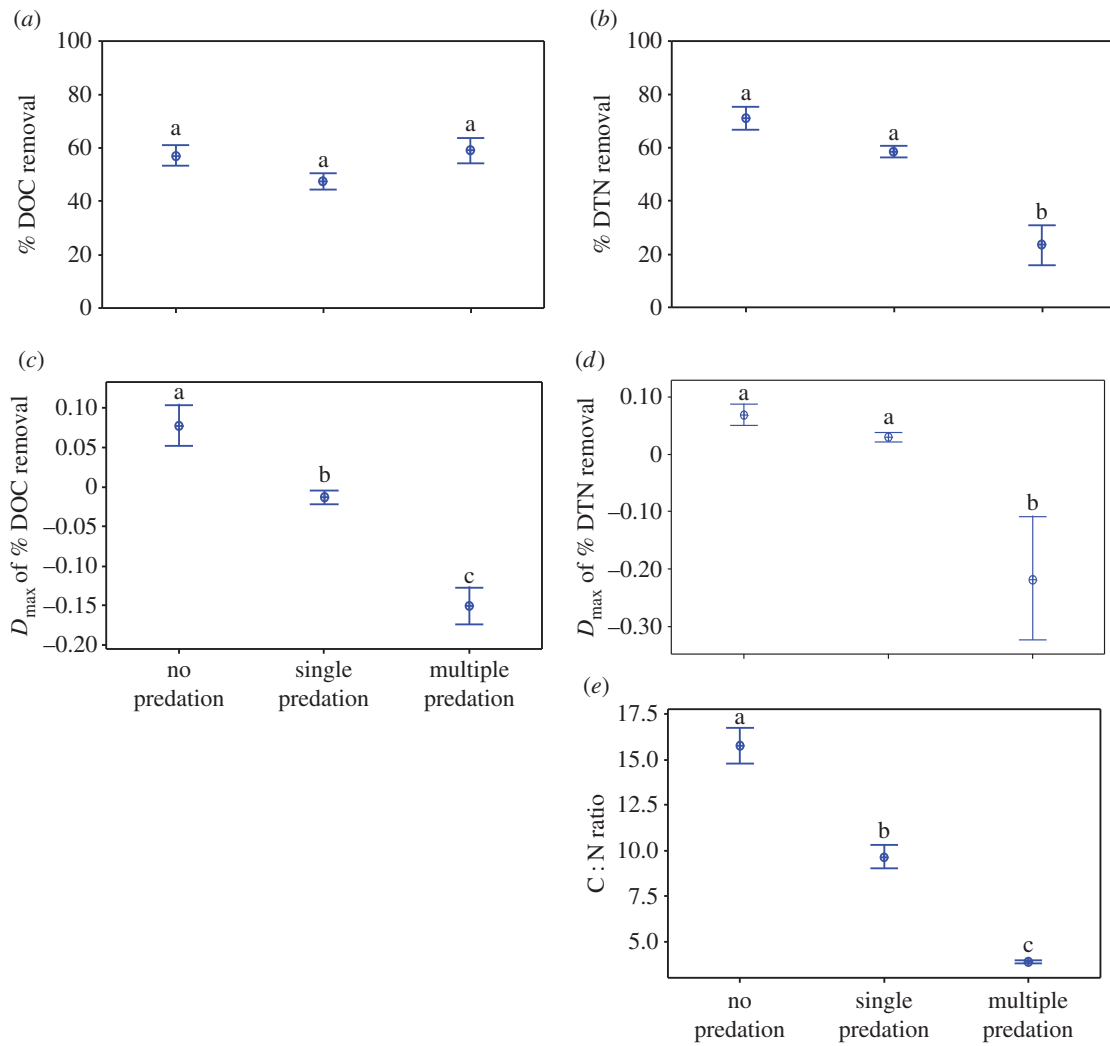 (a)
100
80
60
40
20
0
% DOC removal
a
a
a
(b)
100
80
60
40
20
0
% DTN removal
a
a
b
(c)
0.10
0.05
0
–0.05
–0.10
–0.15
–0.20
Dmax of % DOC removal
a
b
c
no predation
single predation
multiple predation
(d)
0.10
0
–0.10
–0.20
–0.30
Dmax of % DTN removal
a
a
b
(e)
17.5
15.0
12.5
10.0
7.5
5.0
C : N ratio
a
b
c
no predation
single predation
multiple predation